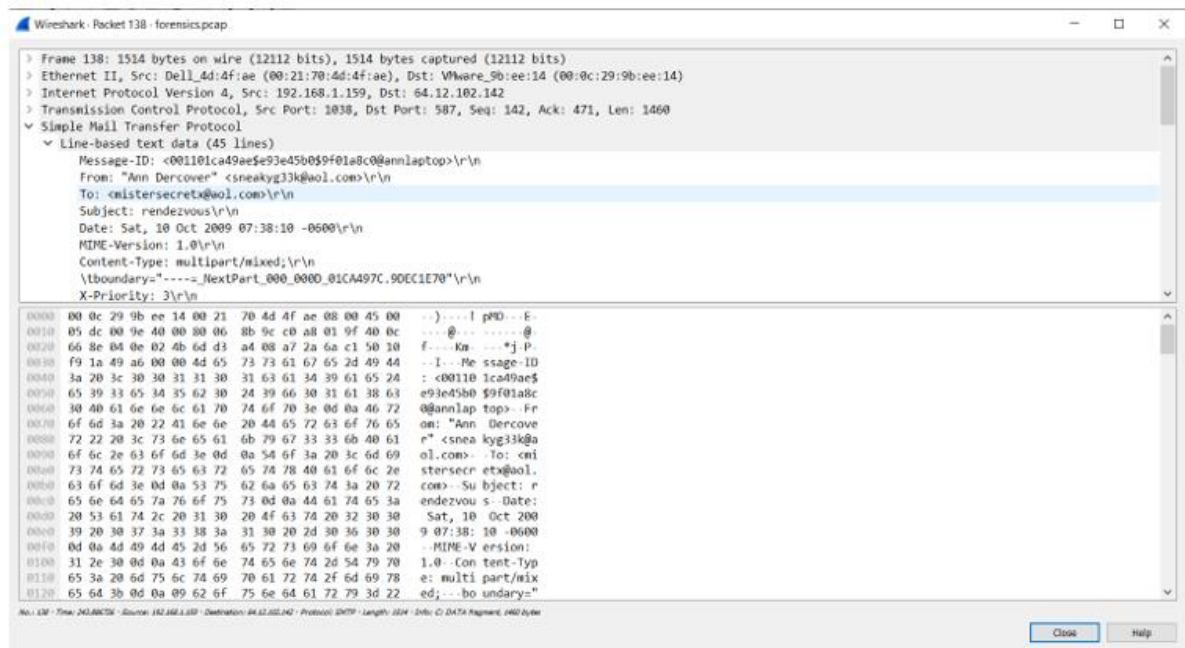 Wireshark · Packet 138 · forensics.pcap
> Frame 138: 1514 bytes on wire (12112 bits), 1514 bytes captured (12112 bits)
> Ethernet II, Src: Dell_4d:4f:ae (00:21:70:4d:4f:ae), Dst: VMware_9b:ee:14 (00:0c:29:9b:ee:14)
> Internet Protocol Version 4, Src: 192.168.1.159, Dst: 64.12.102.142
> Transmission Control Protocol, Src Port: 1038, Dst Port: 587, Seq: 142, Ack: 471, Len: 1460
Simple Mail Transfer Protocol
Line-based text data (45 lines)
Message-ID: <001101ca49ae$e93e45b0$9f01a8c0@annlaptop>\r\n
From: "Ann Dercover" <sneakyg33k@aol.com>\r\n
To: <mistersecretx@aol.com>\r\n
Subject: rendezvous\r\n
Date: Sat, 10 Oct 2009 07:38:10 -0600\r\n
MIME-Version: 1.0\r\n
Content-Type: multipart/mixed;\r\n
\tboundary="----=_NextPart_000_000D_01CA497C.9DEC1E70"\r\n
X-Priority: 3\r\n
0000 00 0c 29 9b ee 14 00 21 70 4d 4f ae 08 00 45 00 ··)····! pMO···E·
0010 05 dc 00 9e 40 00 80 06 8b 9c c0 a8 01 9f 40 0c ····@··· ······@·
0020 66 8e 04 0e 02 4b 6d d3 a4 08 a7 2a 6a c1 50 10 f····Km· ···*j·P·
0030 f9 1a 49 a6 00 00 4d 65 73 73 61 67 65 2d 49 44 ··I···Me ssage-ID
0040 3a 20 3c 30 30 31 31 30 31 63 61 34 39 61 65 24 : <00110 1ca49ae$
0050 65 39 33 65 34 35 62 30 24 39 66 30 31 61 38 63 e93e45b0 $9f01a8c
0060 30 40 61 6e 6e 6c 61 70 74 6f 70 3e 0d 0a 46 72 0@annlap top>··Fr
0070 6f 6d 3a 20 22 41 6e 6e 20 44 65 72 63 6f 76 65 om: "Ann Dercove
0080 72 22 20 3c 73 6e 65 61 6b 79 67 33 33 6b 40 61 r" <snea kyg33k@a
0090 6f 6c 2e 63 6f 6d 3e 0d 0a 54 6f 3a 20 3c 6d 69 ol.com>· ·To: <mi
00a0 73 74 65 72 73 65 63 72 65 74 78 40 61 6f 6c 2e stersecr etx@aol.
00b0 63 6f 6d 3e 0d 0a 53 75 62 6a 65 63 74 3a 20 72 com>··Su bject: r
00c0 65 6e 64 65 7a 76 6f 75 73 0d 0a 44 61 74 65 3a endezvou s··Date:
00d0 20 53 61 74 2c 20 31 30 20 4f 63 74 20 32 30 30 Sat, 10 Oct 200
00e0 39 20 30 37 3a 33 38 3a 31 30 20 2d 30 36 30 30 9 07:38: 10 -0600
00f0 0d 0a 4d 49 4d 45 2d 56 65 72 73 69 6f 6e 3a 20 ··MIME-V ersion:
0100 31 2e 30 0d 0a 43 6f 6e 74 65 6e 74 2d 54 79 70 1.0··Con tent-Typ
0110 65 3a 20 6d 75 6c 74 69 70 61 72 74 2f 6d 69 78 e: multi part/mix
0120 65 64 3b 0d 0a 09 62 6f 75 6e 64 61 72 79 3d 22 ed;···bo undary="
No.: 138 · Time: 243.886726 · Source: 192.168.1.159 · Destination: 64.12.102.142 · Protocol: SMTP · Length: 1514 · Info: C: DATA fragment, 1460 bytes
Close Help